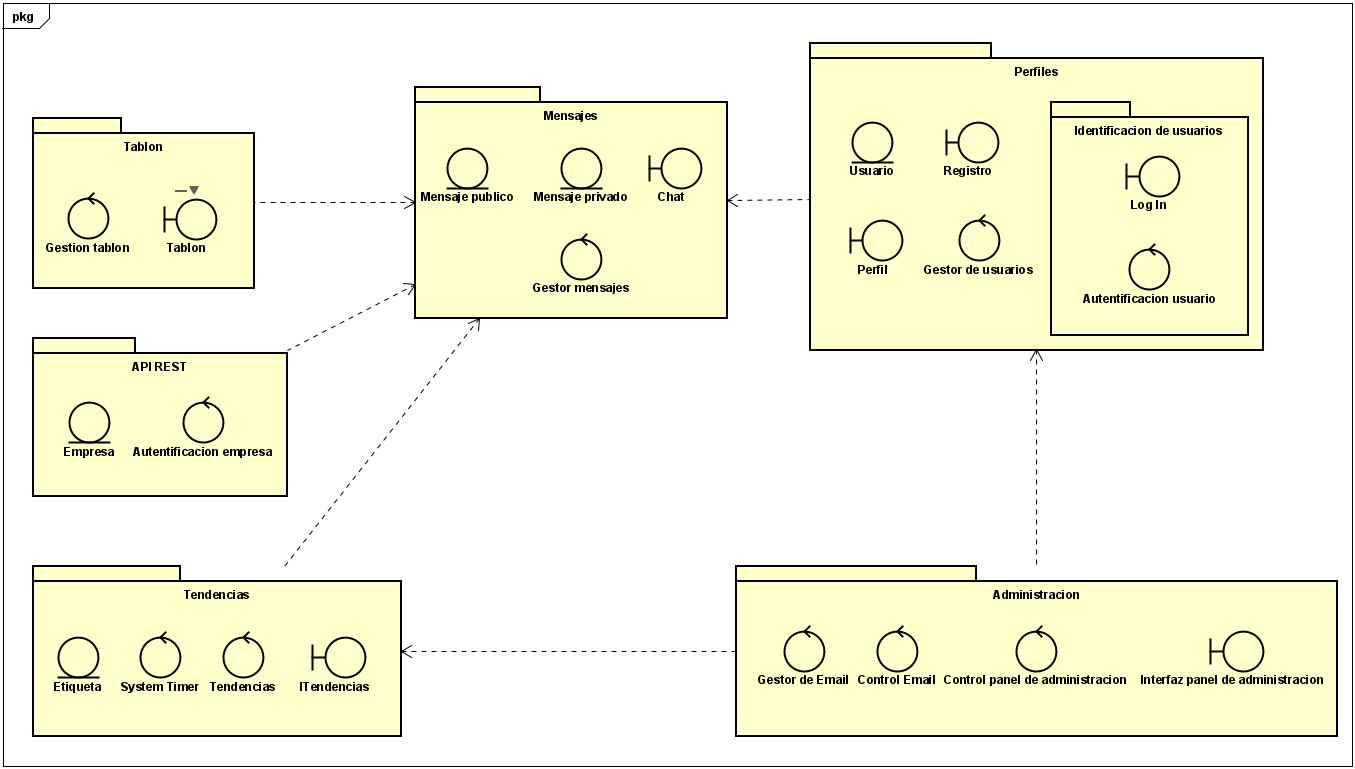 pkg
Tablon
Gestion tablon
Tablon
Mensajes
Mensaje publico
Mensaje privado
Chat
Gestor mensajes
Perfiles
Usuario
Registro
Perfil
Gestor de usuarios
Identificacion de usuarios
Log In
Autentificacion usuario
API REST
Empresa
Autentificacion empresa
Tendencias
Etiqueta
System Timer
Tendencias
ITendencias
Administracion
Gestor de Email
Control Email
Control panel de administracion
Interfaz panel de administracion